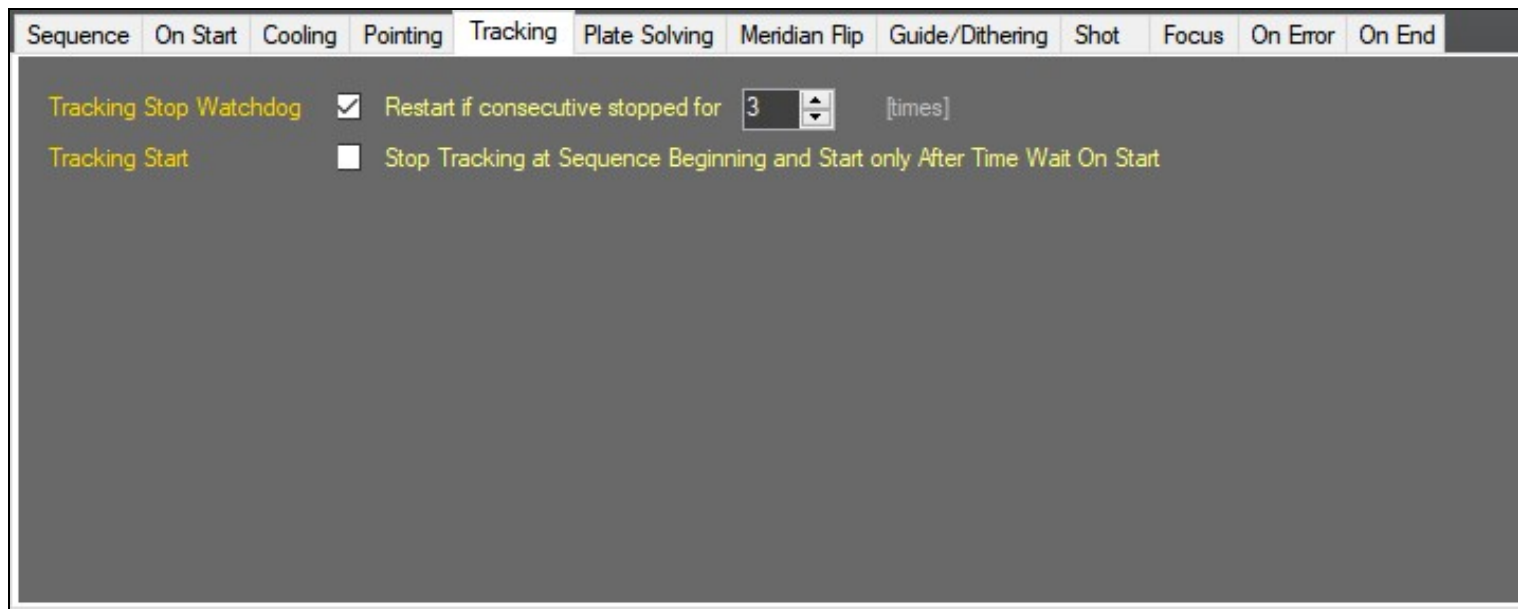 Sequence On Start Cooling Pointing Tracking Plate Solving Meridian Flip Guide/Dithering Shot Focus On Error On End
Tracking Stop Watchdog Restart if consecutive stopped for 3 [times]
Tracking Start Stop Tracking at Sequence Beginning and Start only After Time Wait On Start